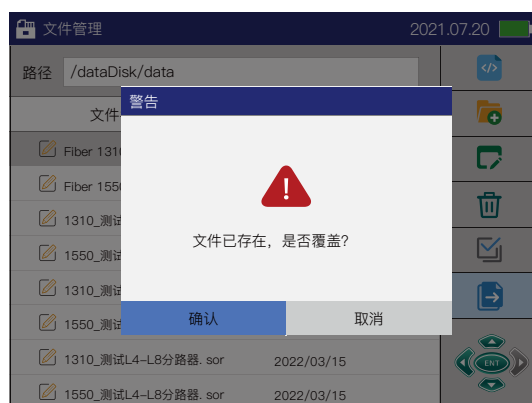 文件管理 2021.07.20
路径 /dataDisk/data
文件
警告
Fiber 131
Fiber 155
1310_测试
1550_测试
1310_测
1550_测试
文件已存在，是否覆盖?
确认 取消
1310_测试L4-L8分路器. sor 2022/03/15
1550_测试L4-L8分路器. sor 2022/03/15
ENT